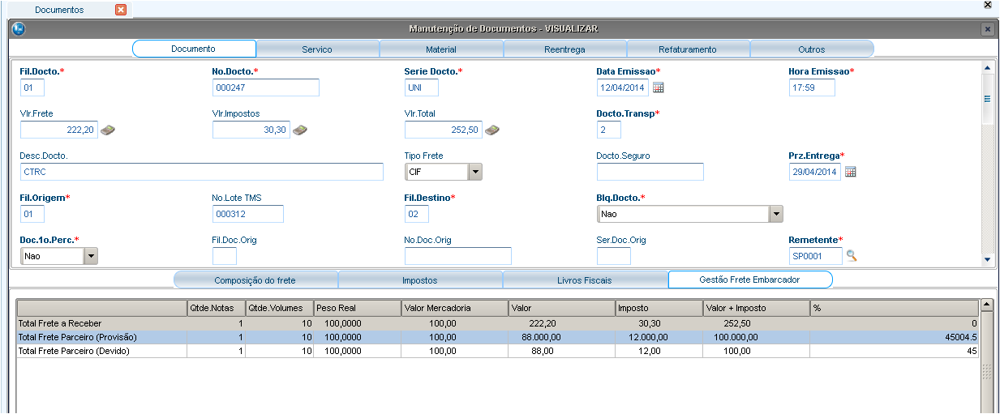 Documentos
Manutenção de Documentos - VISUALIZAR
Documento Servico Material Reentrega Refaturamento Outros
Fil.Docto.* No.Docto.* Serie Docto.* Data Emissao* Hora Emissao*
01 000247 UNI 12/04/2014 17:59
Vlr.Frete Vlr.Impostos Vlr.Total Docto.Transp*
222,20 30,30 252,50 2
Desc.Docto. Tipo Frete Docto.Seguro Prz.Entrega*
CTRC CIF 29/04/2014
Fil.Origem* No.Lote TMS Fil.Destino* Blq.Docto.*
01 000312 02 Nao
Doc.1o.Perc.* Fil.Doc.Orig No.Doc.Orig Ser.Doc.Orig Remetente*
Nao SP0001
Composição do frete Impostos Livros Fiscais Gestão Frete Embarcador
Qtde.Notas Qtde.Volumes Peso Real Valor Mercadoria Valor Imposto Valor + Imposto %
Total Frete a Receber 1 10 100,0000 100,00 222,20 30,30 252,50 0
Total Frete Parceiro (Provisão) 1 10 100,0000 100,00 88.000,00 12.000,00 100.000,00 45004.5
Total Frete Parceiro (Devido) 1 10 100,0000 100,00 88,00 12,00 100,00 45